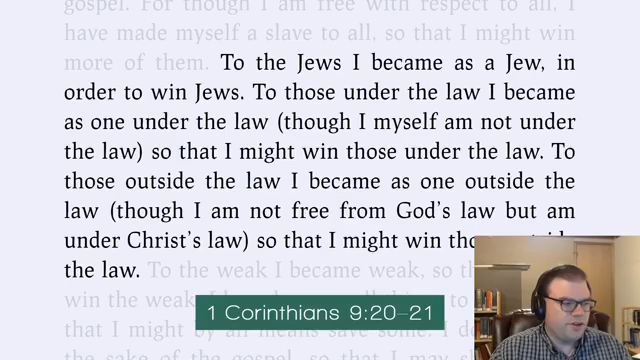 gospel. For though I am free with respect to all, I
have made myself a slave to all, so that I might win
more of them. To the Jews I became as a Jew, in
order to win Jews. To those under the law I became
as one under the law (though I myself am not under
the law) so that I might win those under the law. To
those outside the law I became as one outside the
law (though I am not free from God's law but am
under Christ's law) so that I might win
the law. To the weak I became weak, so
win the weak. to
that I might by all means save some. I do
the sake of the gospel, so that I may
1 Corinthians 9:20–21